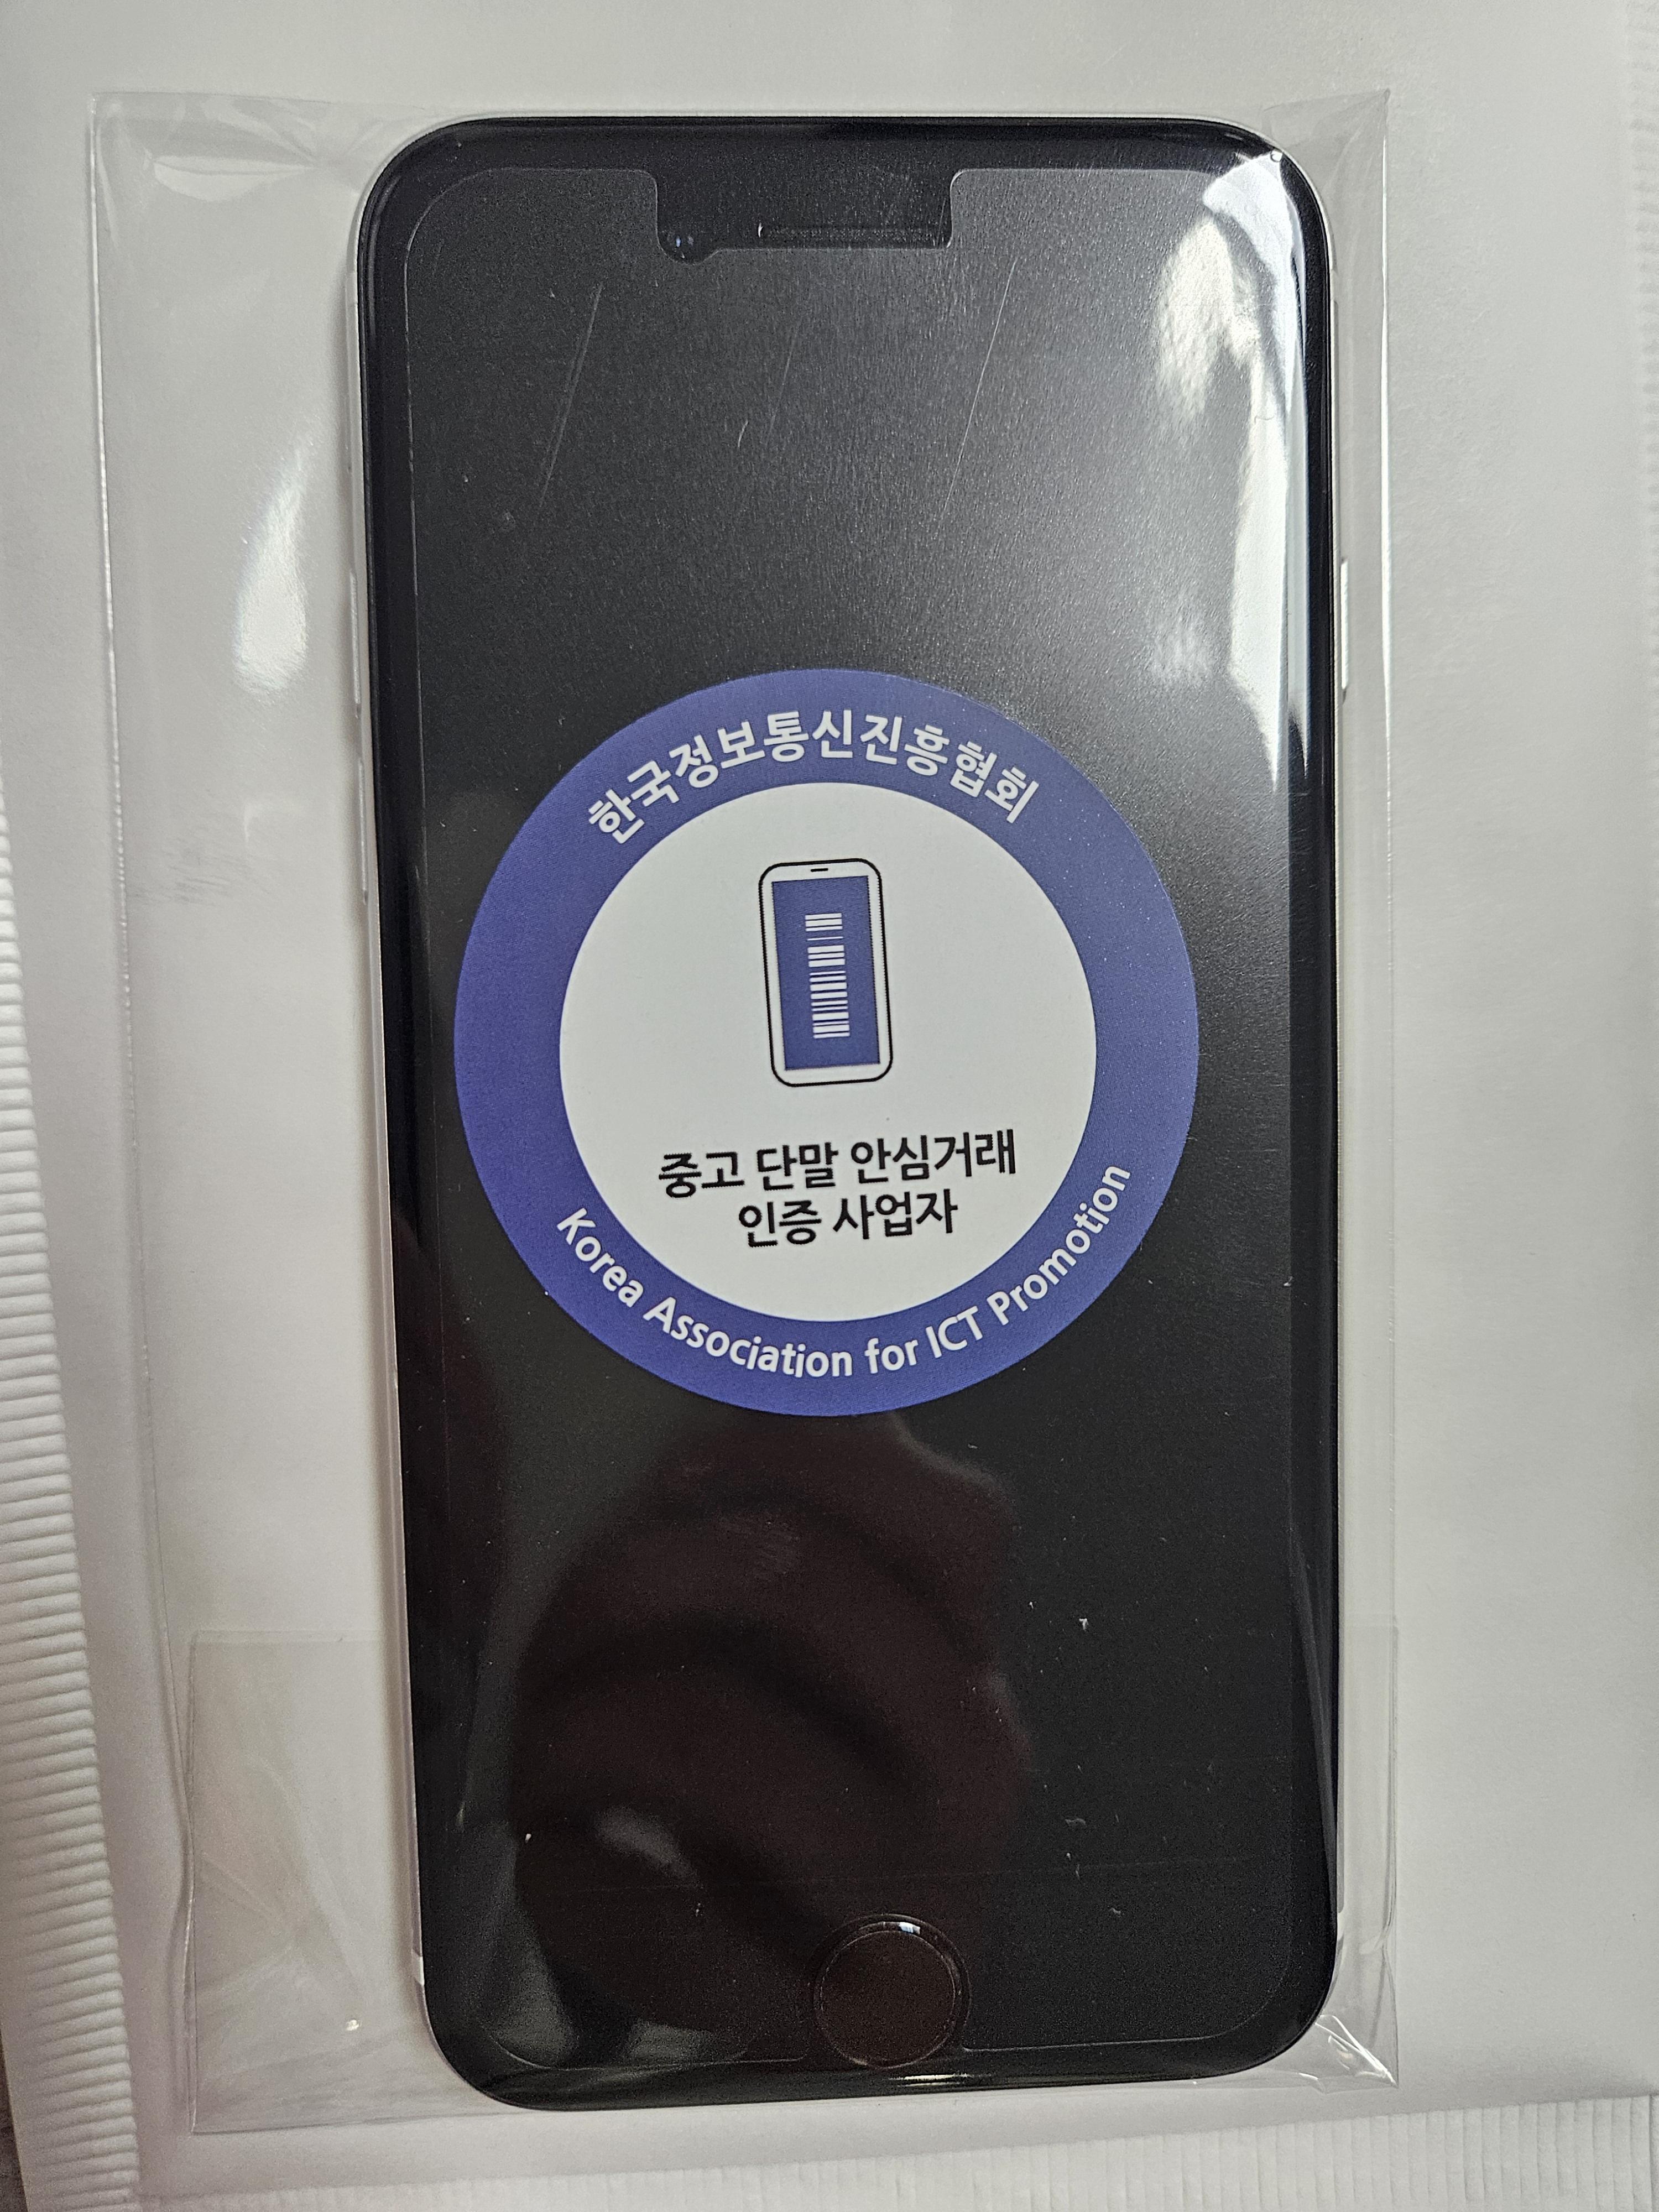 한국정보통신진흥협회
중고 단말 안심거래
인증 사업자
Korea Association for ICT Promotion